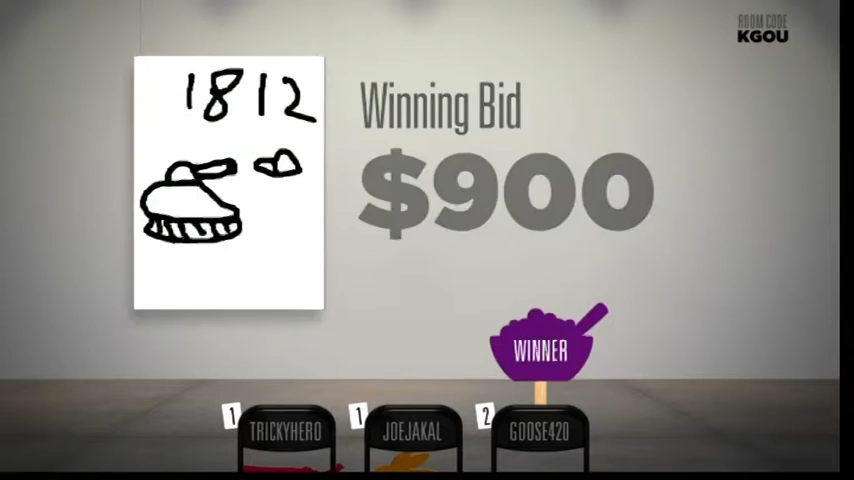 ROOM CODE
KGOU
1812
Winning Bid
$900
WINNER
1 TRICKYHERO
1 JOEJAKAL
2 GOOSE420